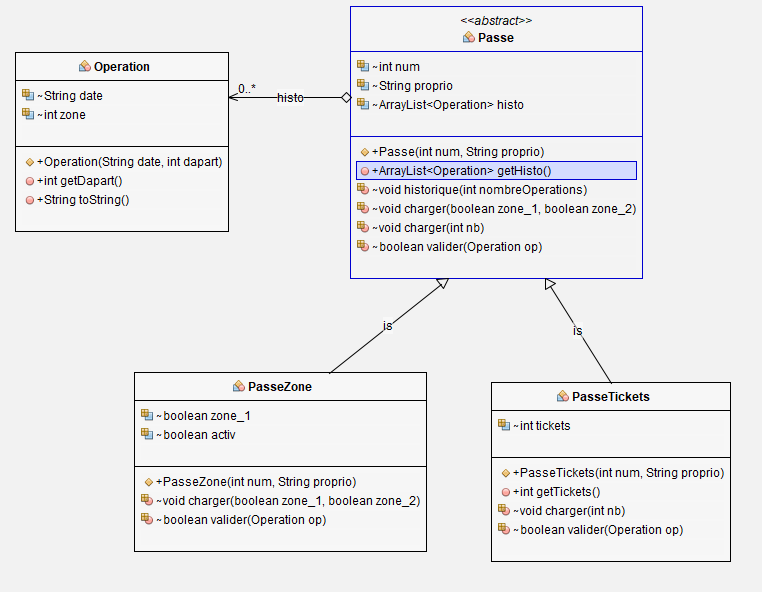 <<abstract>>
Passe
~int num
~String proprio
~ArrayList<Operation> histo
+Passe(int num, String proprio)
+ArrayList<Operation> getHisto()
~void historique(int nombreOperations)
~void charger(boolean zone_1, boolean zone_2)
~void charger(int nb)
~boolean valider(Operation op)
Operation
~String date
~int zone
+Operation(String date, int dapart)
+int getDapart()
+String toString()
0..*
histo
is
is
PasseZone
~boolean zone_1
~boolean activ
+PasseZone(int num, String proprio)
~void charger(boolean zone_1, boolean zone_2)
~boolean valider(Operation op)
PasseTickets
~int tickets
+PasseTickets(int num, String proprio)
+int getTickets()
~void charger(int nb)
~boolean valider(Operation op)